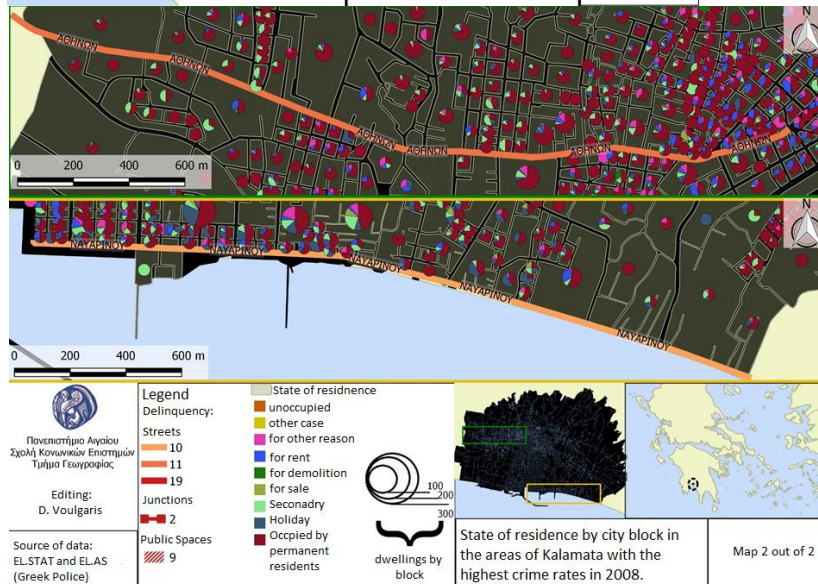 ΑΘΗΝΩΝ
ΑΘΗΝΩΝ
ΑΘΗΝΩΝ
ΑΘΗΝΩΝ
ΑΘΗΝΩΝ
ΑΘΗΝΩΝ
N
0 200 400 600 m
N
ΝΑΥΑΡΙΝΟΥ
ΝΑΥΑΡΙΝΟΥ
ΝΑΥΑΡΙΝΟΥ
ΝΑΥΑΡΙΝΟΥ
ΝΑΥΑΡΙΝΟΥ
0 200 400 600 m
Πανεπιστήμιο Αιγαίου
Σχολή Κοινωνικών Επιστημών
Τμήμα Γεωγραφίας
Editing:
D. Voulgaris
Source of data:
EL.STAT and EL.AS
(Greek Police)
Legend
Delinquency:
Streets
10
11
19
Junctions
2
Public Spaces
9
State of residnence
unoccupied
other case
for other reason
for rent
for demolition
for sale
Seconadry
Holiday
Occpied by
permanent
residents
100
200
300
dwellings by
block
State of residence by city block
in the areas of Kalamata with the
highest crime rates in 2008.
Map 2 out of 2